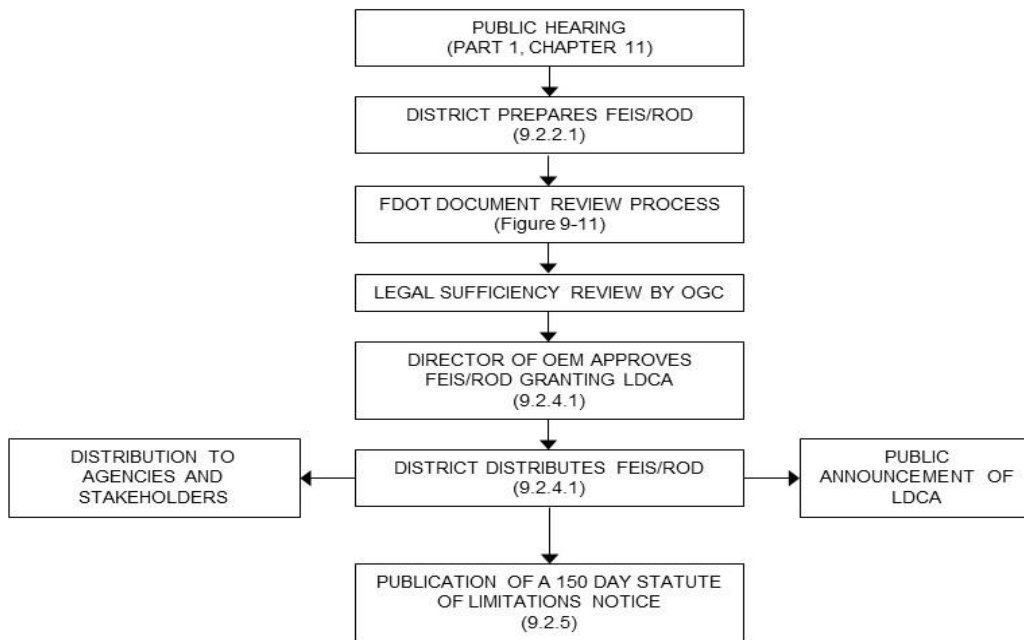 PUBLIC HEARING
(PART 1, CHAPTER 11)
DISTRICT PREPARES FEIS/ROD
(9.2.2.1)
FDOT DOCUMENT REVIEW PROCESS
(Figure 9-11)
LEGAL SUFFICIENCY REVIEW BY OGC
DIRECTOR OF OEM APPROVES
FEIS/ROD GRANTING LDCA
(9.2.4.1)
DISTRIBUTION TO
AGENCIES AND
STAKEHOLDERS
DISTRICT DISTRIBUTES FEIS/ROD
(9.2.4.1)
PUBLIC
ANNOUNCEMENT OF
LDCA
PUBLICATION OF A 150 DAY STATUTE
OF LIMITATIONS NOTICE
(9.2.5)